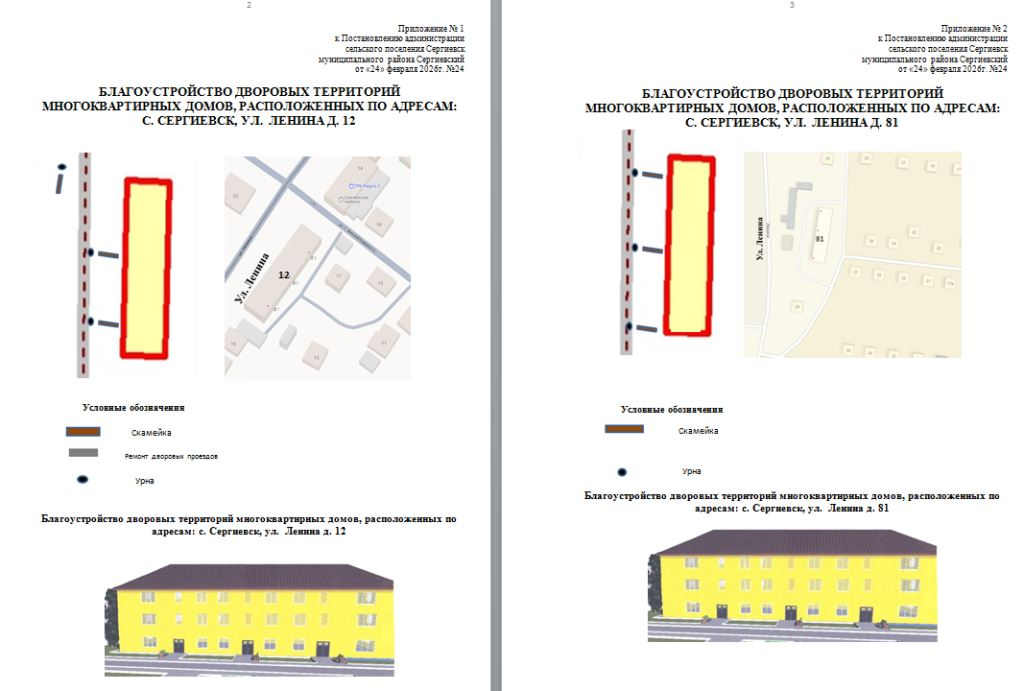 2
Приложение № 1
к Постановлению администрации
сельского поселения Сергиевск
муниципального района Сергиевский
от «24» февраля 2026г. №24
БЛАГОУСТРОЙСТВО ДВОРОВЫХ ТЕРРИТОРИЙ
МНОГОКВАРТИРНЫХ ДОМОВ, РАСПОЛОЖЕННЫХ ПО АДРЕСАМ:
С. СЕРГИЕВСК, УЛ. ЛЕНИНА Д. 12
Ул. Ленина
12
Условные обозначения
Скамейка
Ремонт дворовых проездов
Урна
Благоустройство дворовых территорий многоквартирных домов, расположенных по
адресам: с. Сергиевск, ул. Ленина д. 12
3
Приложение № 2
к Постановлению администрации
сельского поселения Сергиевск
муниципального района Сергиевский
от «24» февраля 2026г. №24
БЛАГОУСТРОЙСТВО ДВОРОВЫХ ТЕРРИТОРИЙ
МНОГОКВАРТИРНЫХ ДОМОВ, РАСПОЛОЖЕННЫХ ПО АДРЕСАМ:
С. СЕРГИЕВСК, УЛ. ЛЕНИНА Д. 81
Ул. Ленина
81
Условные обозначения
Скамейка
Урна
Благоустройство дворовых территорий многоквартирных домов, расположенных по
адресам: с. Сергиевск, ул. Ленина д. 81